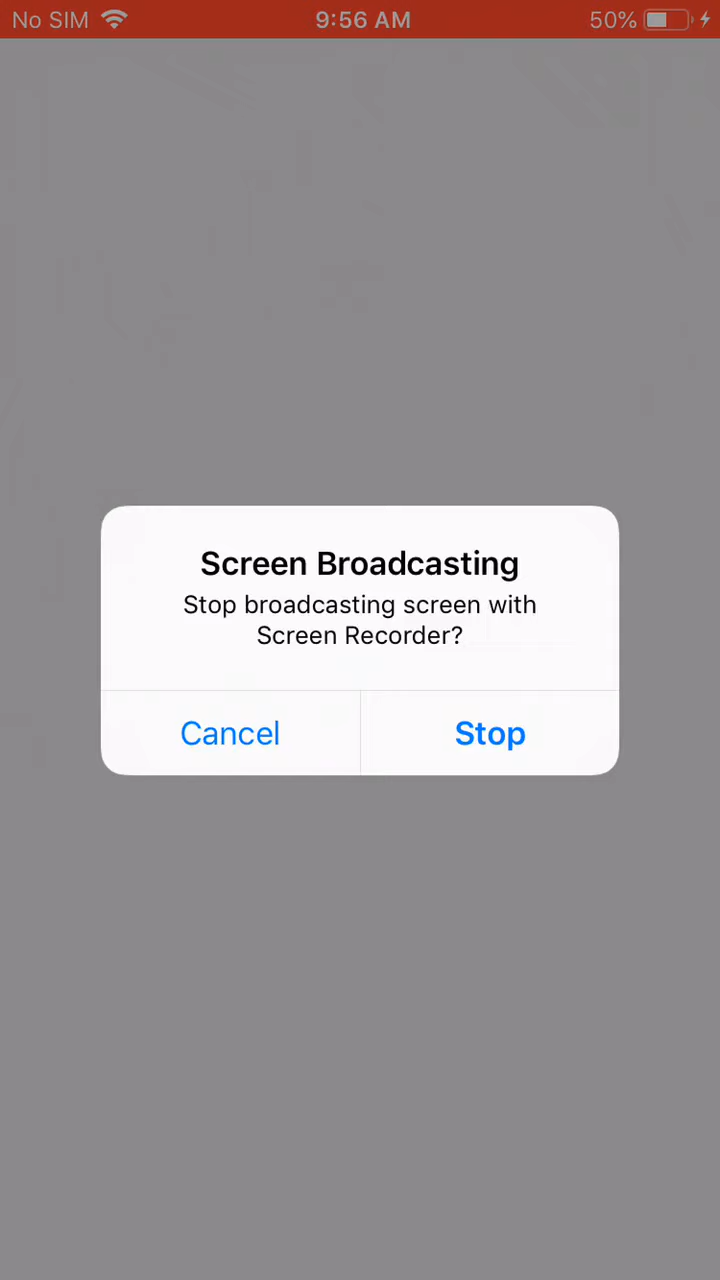 No SIM 9:56 AM 50%
Screen Broadcasting
Stop broadcasting screen with
Screen Recorder?
Cancel Stop